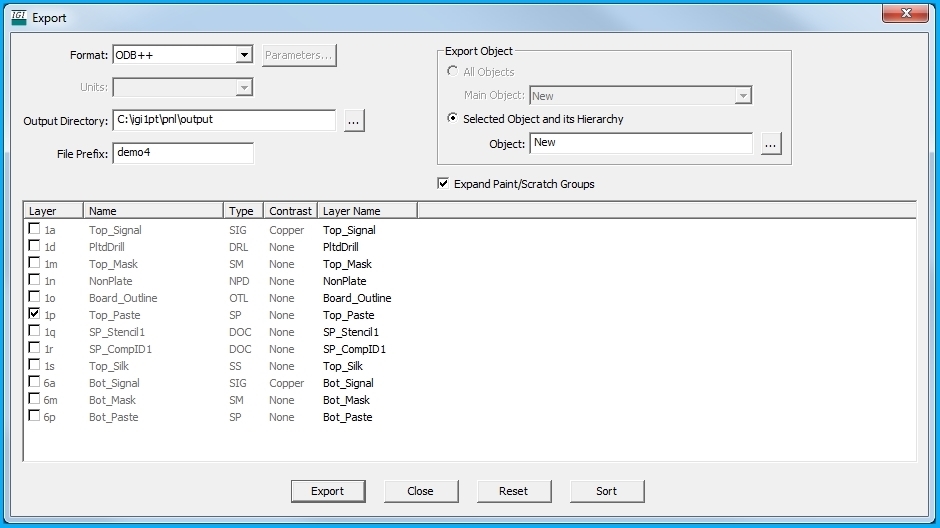 IGI Export
Format: ODB++ Parameters...
Units:
Output Directory: C:\igi1pt\pnl\output ...
File Prefix: demo4
Export Object
All Objects
Main Object: New
Selected Object and its Hierarchy
Object: New ...
Expand Paint/Scratch Groups
Layer Name Type Contrast Layer Name
1a Top_Signal SIG Copper Top_Signal
1d PltdDrill DRL None PltdDrill
1m Top_Mask SM None Top_Mask
1n NonPlate NPD None NonPlate
1o Board_Outline OTL None Board_Outline
1p Top_Paste SP None Top_Paste
1q SP_Stencil1 DOC None SP_Stencil1
1r SP_CompID1 DOC None SP_CompID1
1s Top_Silk SS None Top_Silk
6a Bot_Signal SIG Copper Bot_Signal
6m Bot_Mask SM None Bot_Mask
6p Bot_Paste SP None Bot_Paste
Export Close Reset Sort